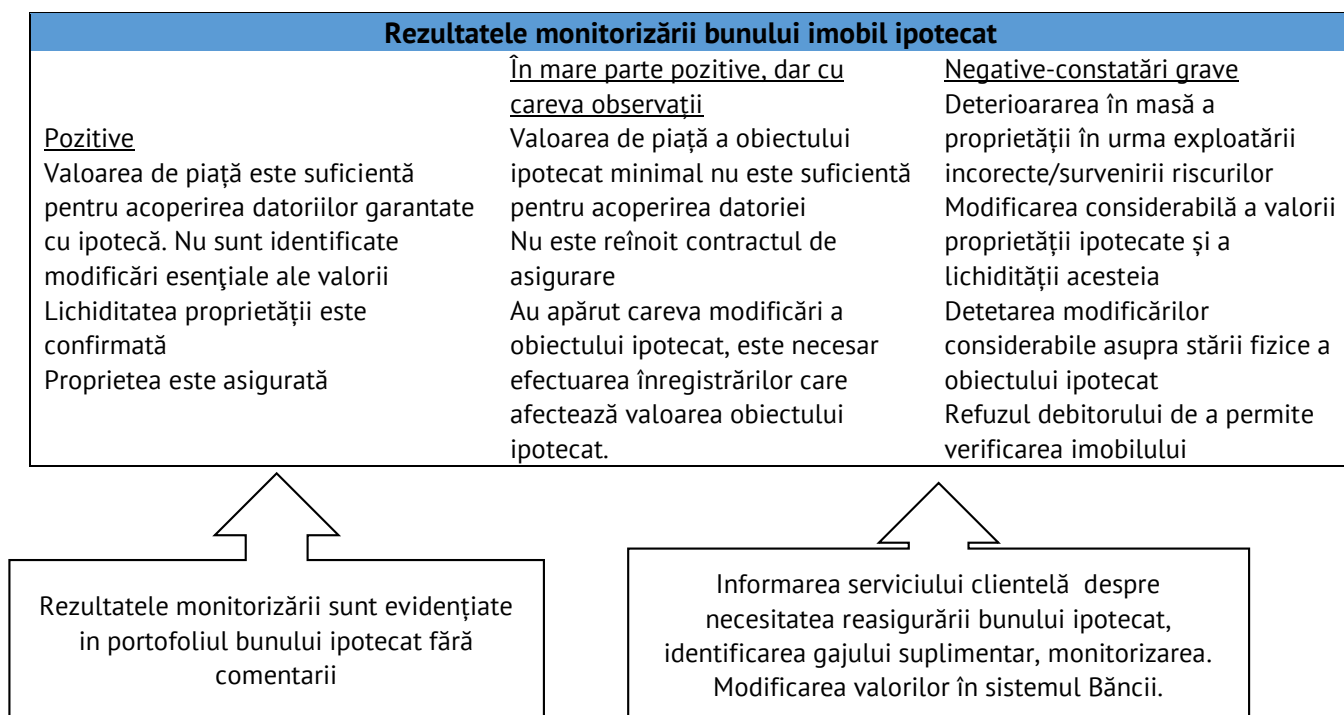 Rezultatele monitorizării bunului imobil ipotecat
Pozitive
Valoarea de piață este suficientă
pentru acoperirea datoriilor garantate
cu ipotecă. Nu sunt identificate
modificări esenţiale ale valorii
Lichiditatea proprietății este
confirmată
Proprietea este asigurată
În mare parte pozitive, dar cu
careva observații
Valoarea de piață a obiectului
ipotecat minimal nu este suficientă
pentru acoperirea datoriei
Nu este reînoit contractul de
asigurare
Au apărut careva modificări a
obiectului ipotecat, este necesar
efectuarea înregistrărilor care
afectează valoarea obiectului
ipotecat.
Negative-constatări grave
Deterioararea în masă a
proprietății în urma exploatării
incorecte/survenirii riscurilor
Modificarea considerabilă a valorii
proprietății ipotecate și a
lichidității acesteia
Detetarea modificărilor
considerabile asupra stării fizice a
obiectului ipotecat
Refuzul debitorului de a permite
verificarea imobilului
Rezultatele monitorizării sunt evidențiate
in portofoliul bunului ipotecat fără
comentarii
Informarea serviciului clientelă despre
necesitatea reasigurării bunului ipotecat,
identificarea gajului suplimentar, monitorizarea.
Modificarea valorilor în sistemul Băncii.